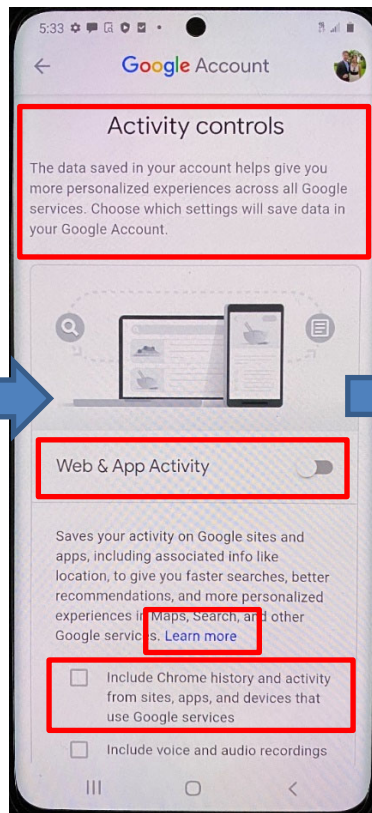 5:33
Google Account
Activity controls
The data saved in your account helps give you
more personalized experiences across all Google
services. Choose which settings will save data in
your Google Account.
Web & App Activity
Saves your activity on Google sites and
apps, including associated info like
location, to give you faster searches, better
recommendations, and more personalized
experiences in Maps, Search, and other
Google services. Learn more
Include Chrome history and activity
from sites, apps, and devices that
use Google services
Include voice and audio recordings